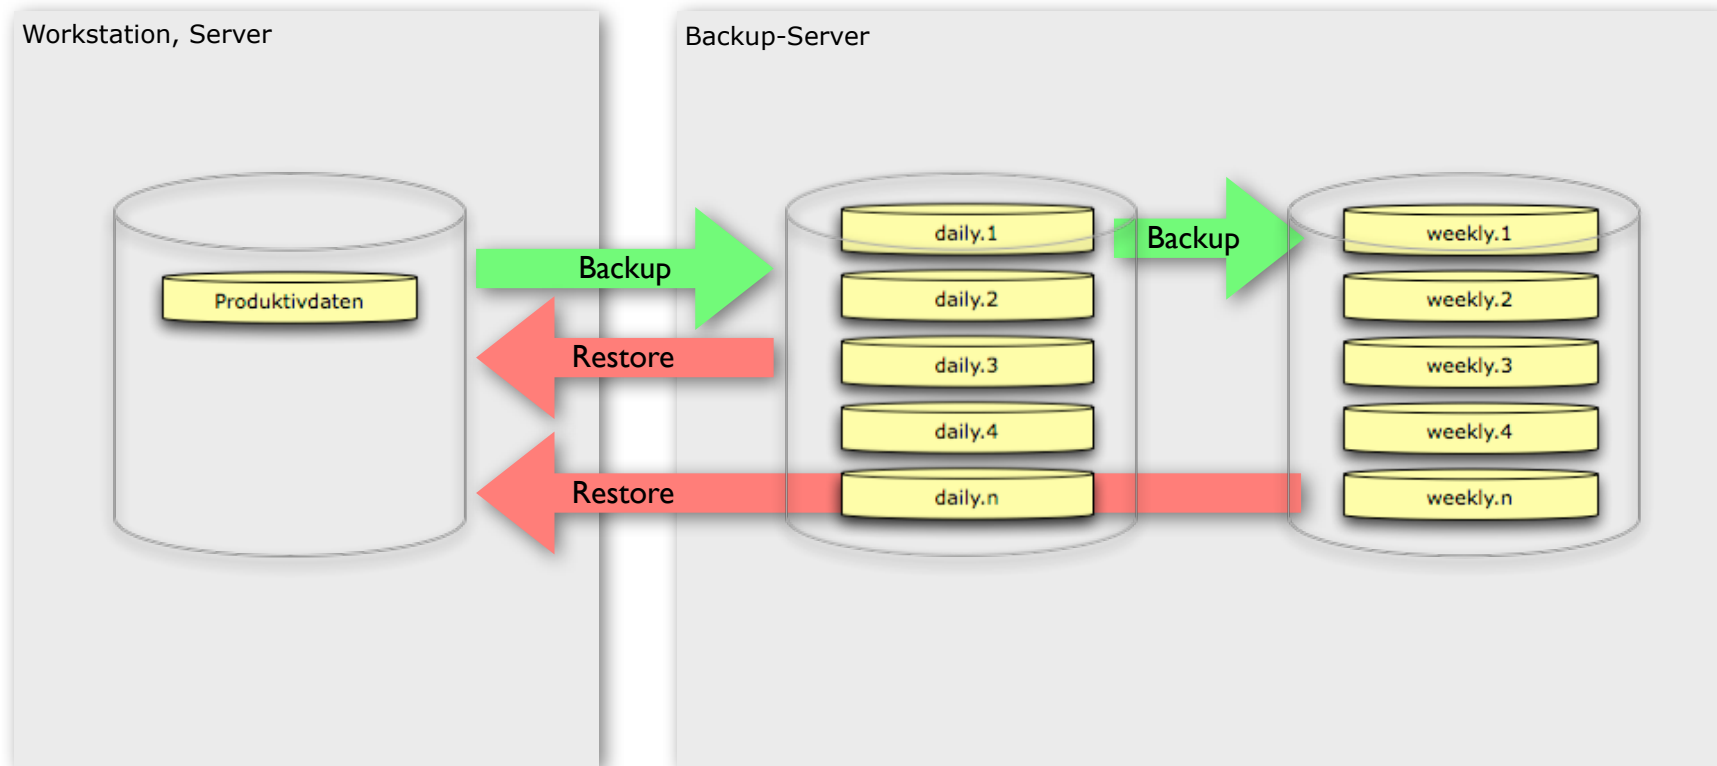 Workstation, Server
Backup-Server
Produktivdaten
Backup
Restore
Restore
daily.1
daily.2
daily.3
daily.4
daily.n
Backup
weekly.1
weekly.2
weekly.3
weekly.4
weekly.n